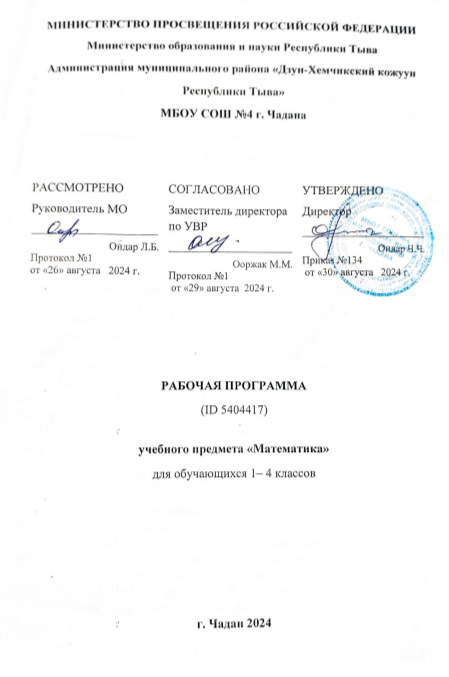 МИНИСТЕРСТВО ПРОСВЕЩЕНИЯ РОССИЙСКОЙ ФЕДЕРАЦИИ
Министерство образования и науки Республики Тыва
Администрация муниципального района «Дзун-Хемчикский кожуун
Республики Тыва»
МБОУ СОШ №4 г. Чадана
РАССМОТРЕНО
Руководитель МО
Ойдар Л.Б.
Протокол №1
от «26» августа 2024 г.
СОГЛАСОВАНО
Заместитель директора
по УВР
Ооржак М.М.
Протокол №1
от «29» августа 2024 г.
УТВЕРЖДЕНО
Директор
Ондар Н.Ч.
Приказ №134
от «30» августа 2024 г.
РАБОЧАЯ ПРОГРАММА
(ID 5404417)
учебного предмета «Математика»
для обучающихся 1– 4 классов
г. Чадан 2024